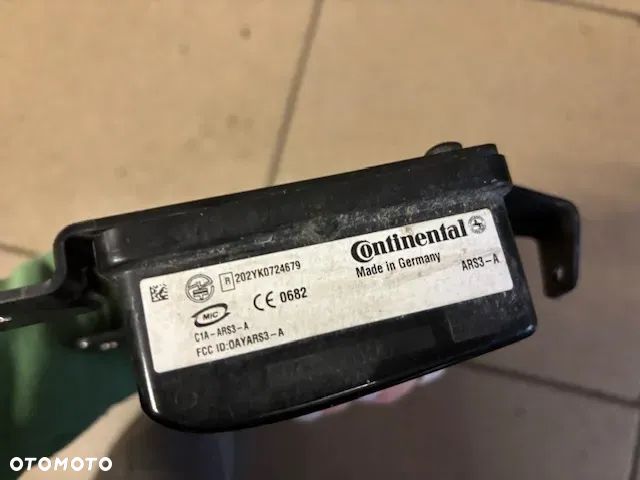 Continental
Made in Germany
ARS3-A
R 202YK0724679
CE 0682
MIC
C1A-ARS3-A
FCC ID:OAYARS3-A
OTOMOTO